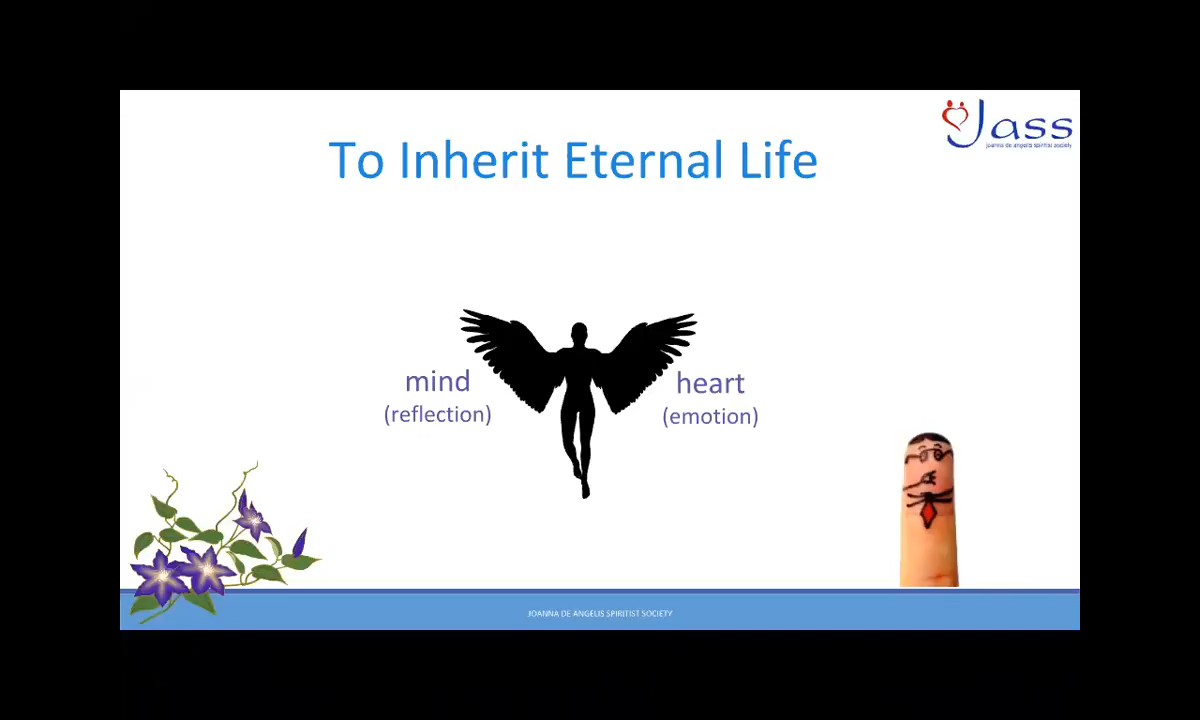 Jass
joanna de angelis spiritist society
To Inherit Eternal Life
mind
(reflection)
heart
(emotion)
JOANNA DE ANGELIS SPIRITIST SOCIETY